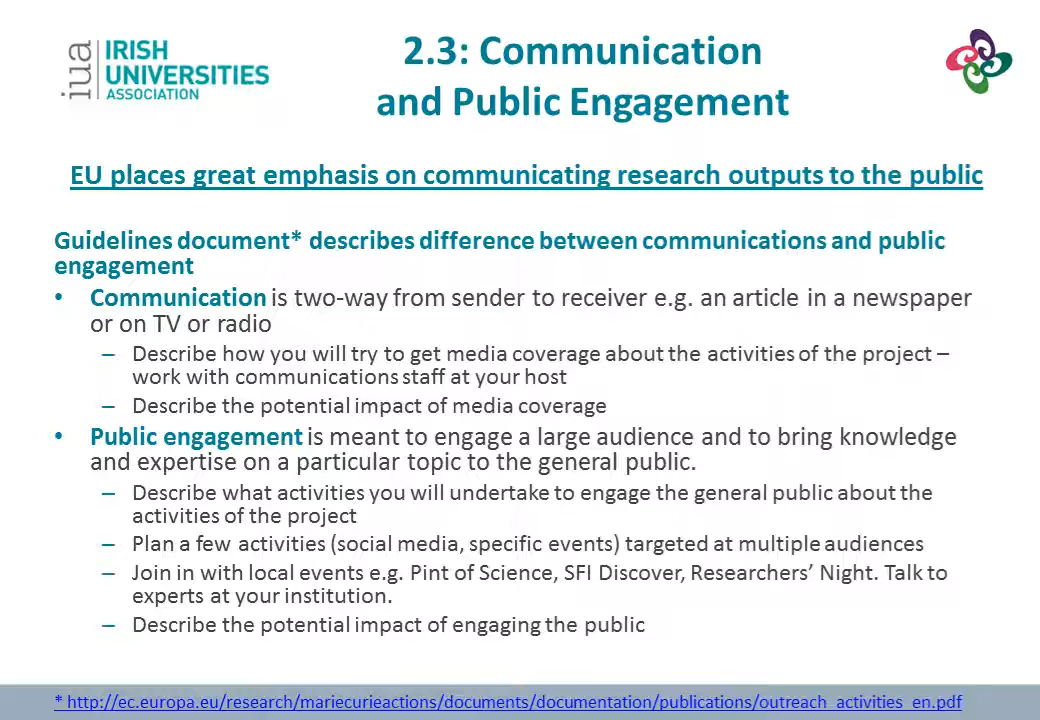 iua IRISH
UNIVERSITIES
ASSOCIATION
2.3: Communication
and Public Engagement
EU places great emphasis on communicating research outputs to the public
Guidelines document* describes difference between communications and public
engagement
• Communication is two-way from sender to receiver e.g. an article in a newspaper
or on TV or radio
– Describe how you will try to get media coverage about the activities of the project –
work with communications staff at your host
– Describe the potential impact of media coverage
• Public engagement is meant to engage a large audience and to bring knowledge
and expertise on a particular topic to the general public.
– Describe what activities you will undertake to engage the general public about the
activities of the project
– Plan a few activities (social media, specific events) targeted at multiple audiences
– Join in with local events e.g. Pint of Science, SFI Discover, Researchers’ Night. Talk to
experts at your institution.
– Describe the potential impact of engaging the public
* http://ec.europa.eu/research/mariecurieactions/documents/documentation/publications/outreach_activities_en.pdf